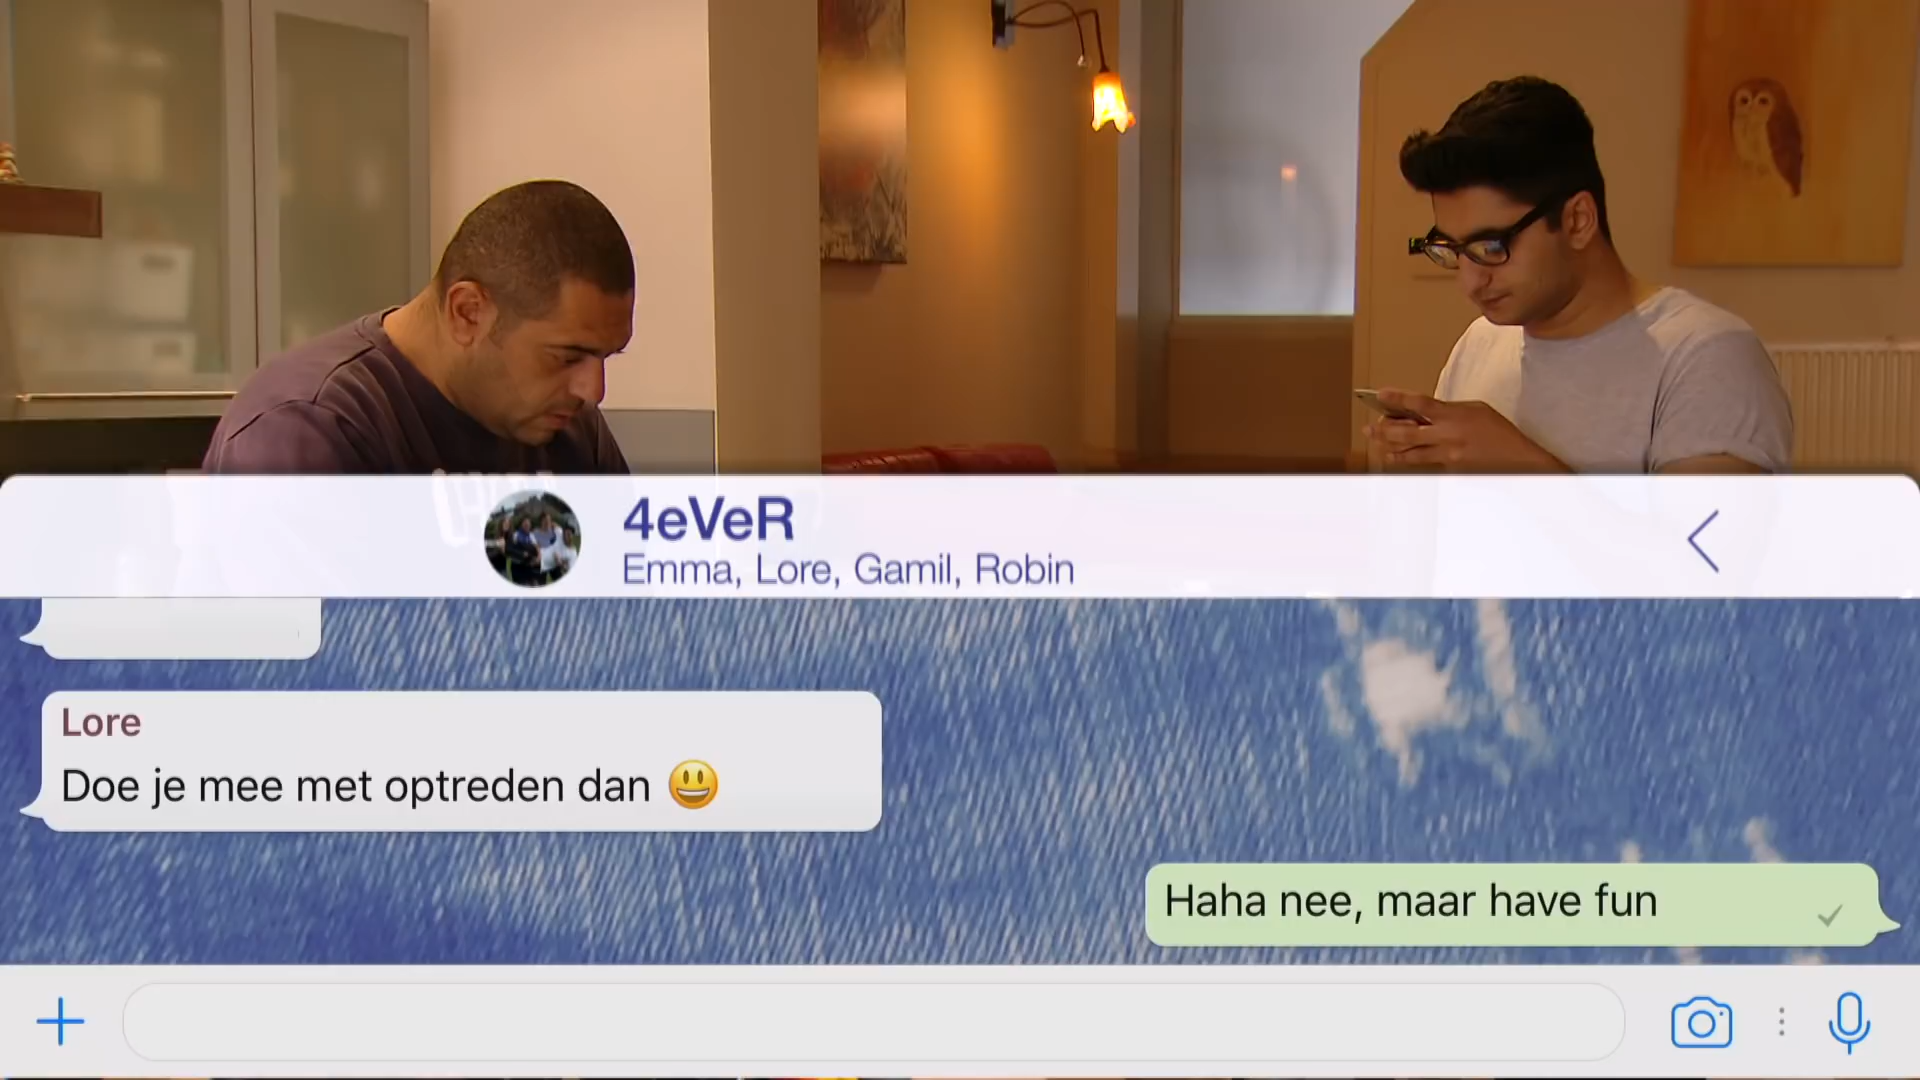 4eVeR
Emma, Lore, Gamil, Robin
Lore
Doe je mee met optreden dan 😃
Haha nee, maar have fun